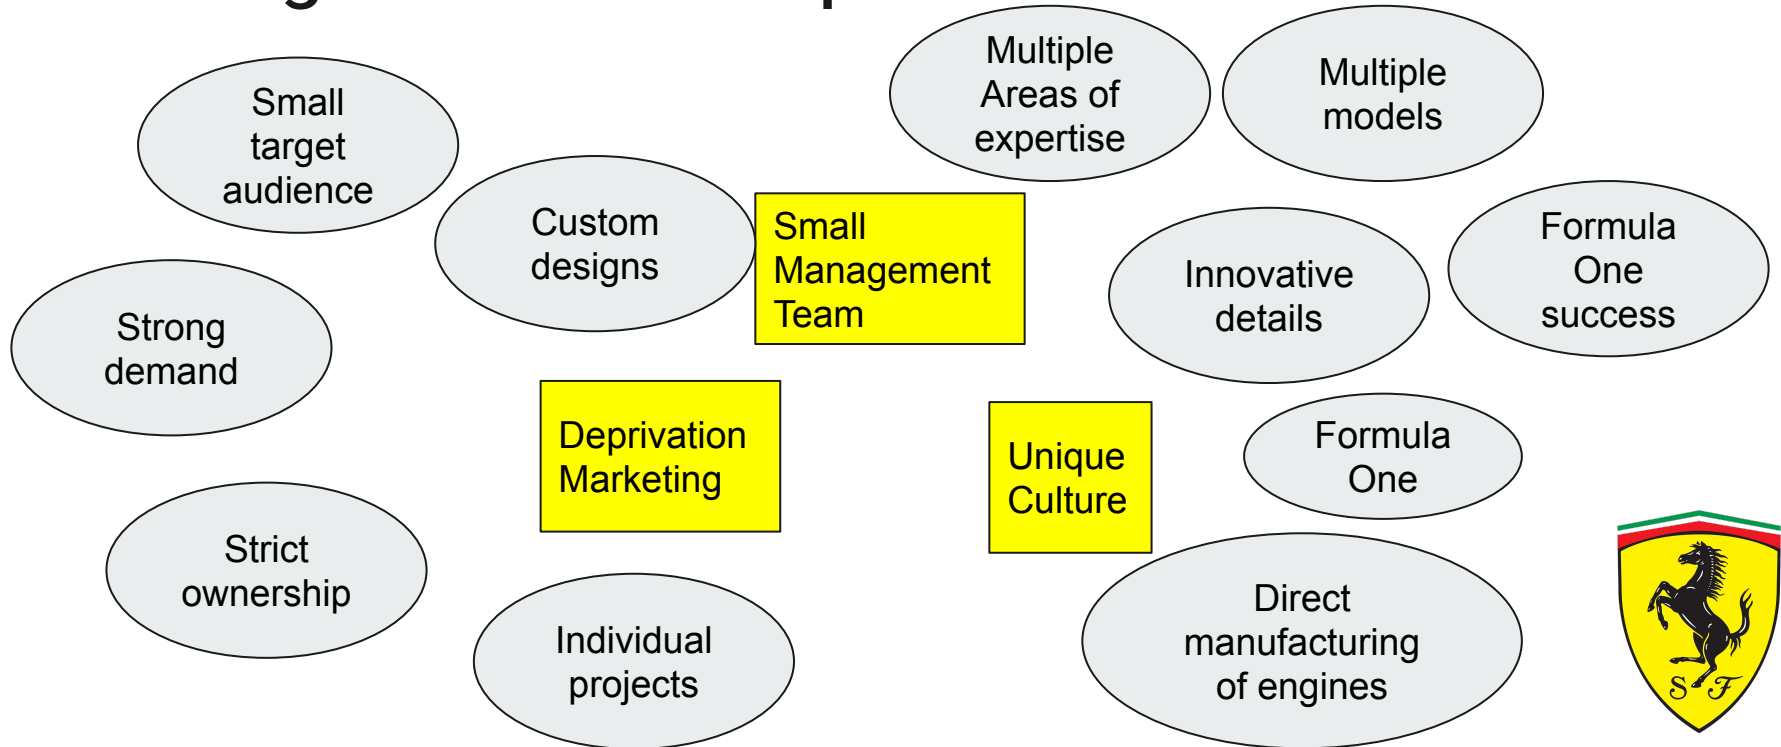 Small
target
audience
Multiple
Areas of
expertise
Multiple
models
Custom
designs
Small
Management
Team
Innovative
details
Formula
One
success
Strong
demand
Deprivation
Marketing
Unique
Culture
Formula
One
Strict
ownership
Individual
projects
Direct
manufacturing
of engines
S F